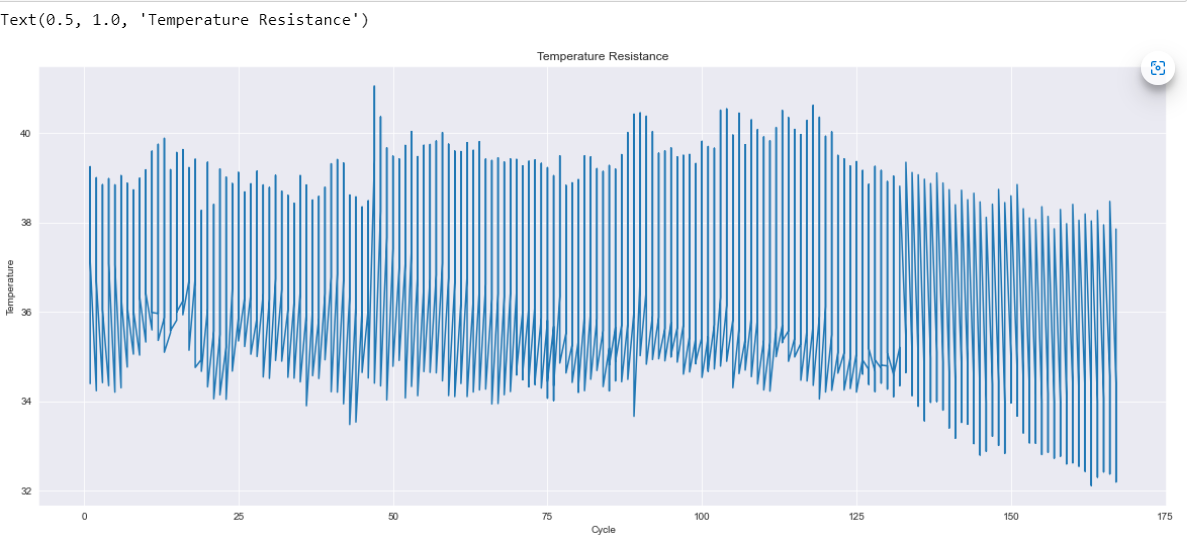 Text(0.5, 1.0, 'Temperature Resistance')
Temperature Resistance
40
38
36
34
32
Temperature
0 25 50 75 100 125 150 175
Cycle